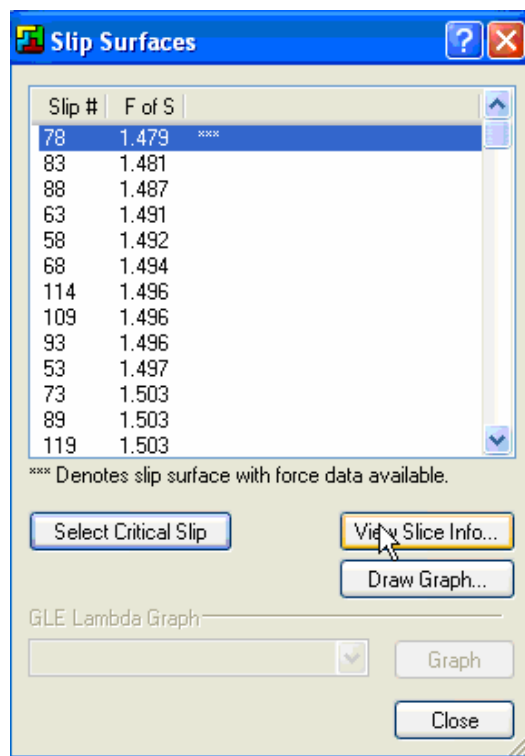 Slip Surfaces
Slip # F of S
78 1.479 ***
83 1.481
88 1.487
63 1.491
58 1.492
68 1.494
114 1.496
109 1.496
93 1.496
53 1.497
73 1.503
89 1.503
119 1.503
*** Denotes slip surface with force data available.
Select Critical Slip View Slice Info...
Draw Graph...
GLE Lambda Graph
Graph
Close